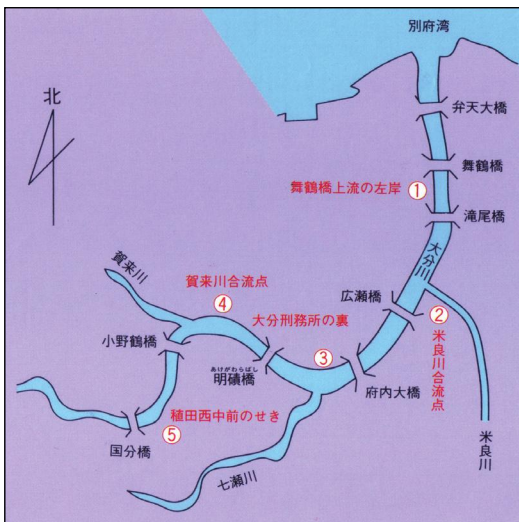 別府湾
北
弁天大橋
舞鶴橋
舞鶴橋上流の左岸
①
滝尾橋
大分川
賀来川
賀来川合流点
④
広瀬橋
大分刑務所の裏
②
米良川合流点
小野鶴橋
③
あけがわらばし
明磧橋
府内大橋
稙田西中前のせき
⑤
国分橋
七瀬川
米良川